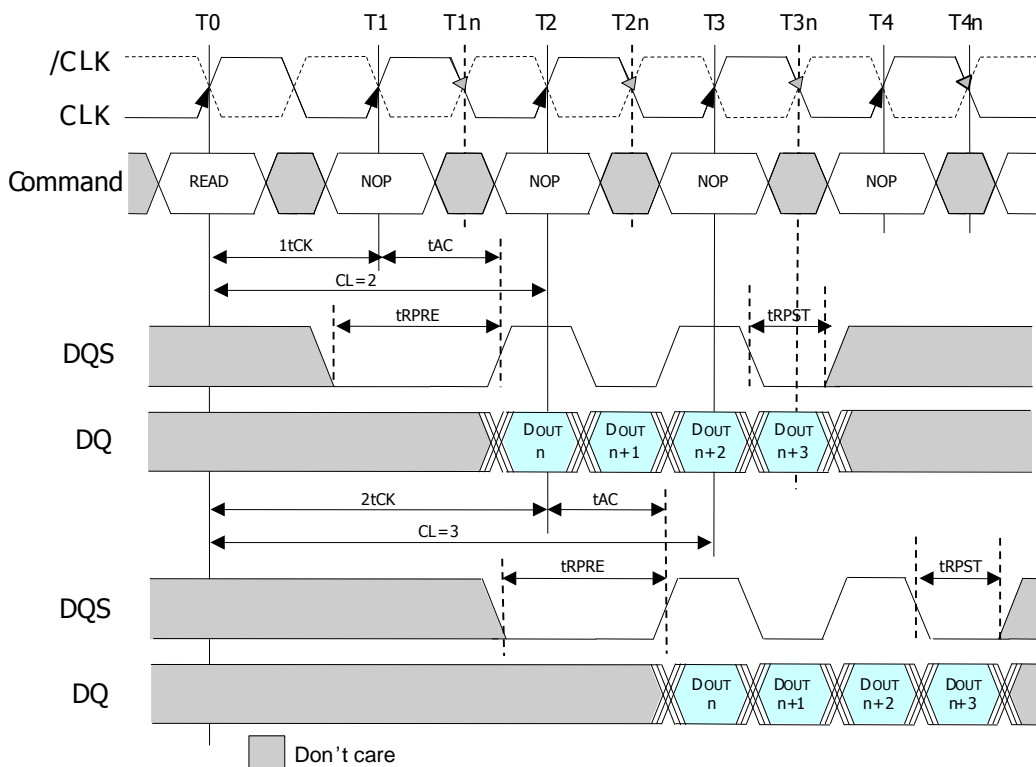 T0 T1 T1n T2 T2n T3 T3n T4 T4n
/CLK
CLK
Command READ NOP NOP NOP NOP
1tCK tAC
CL=2
tRPRE tRPST
DQS
DQ DOUT n DOUT n+1 DOUT n+2 DOUT n+3
2tCK tAC
CL=3
tRPRE tRPST
DQS
DQ DOUT n DOUT n+1 DOUT n+2 DOUT n+3
Don't care